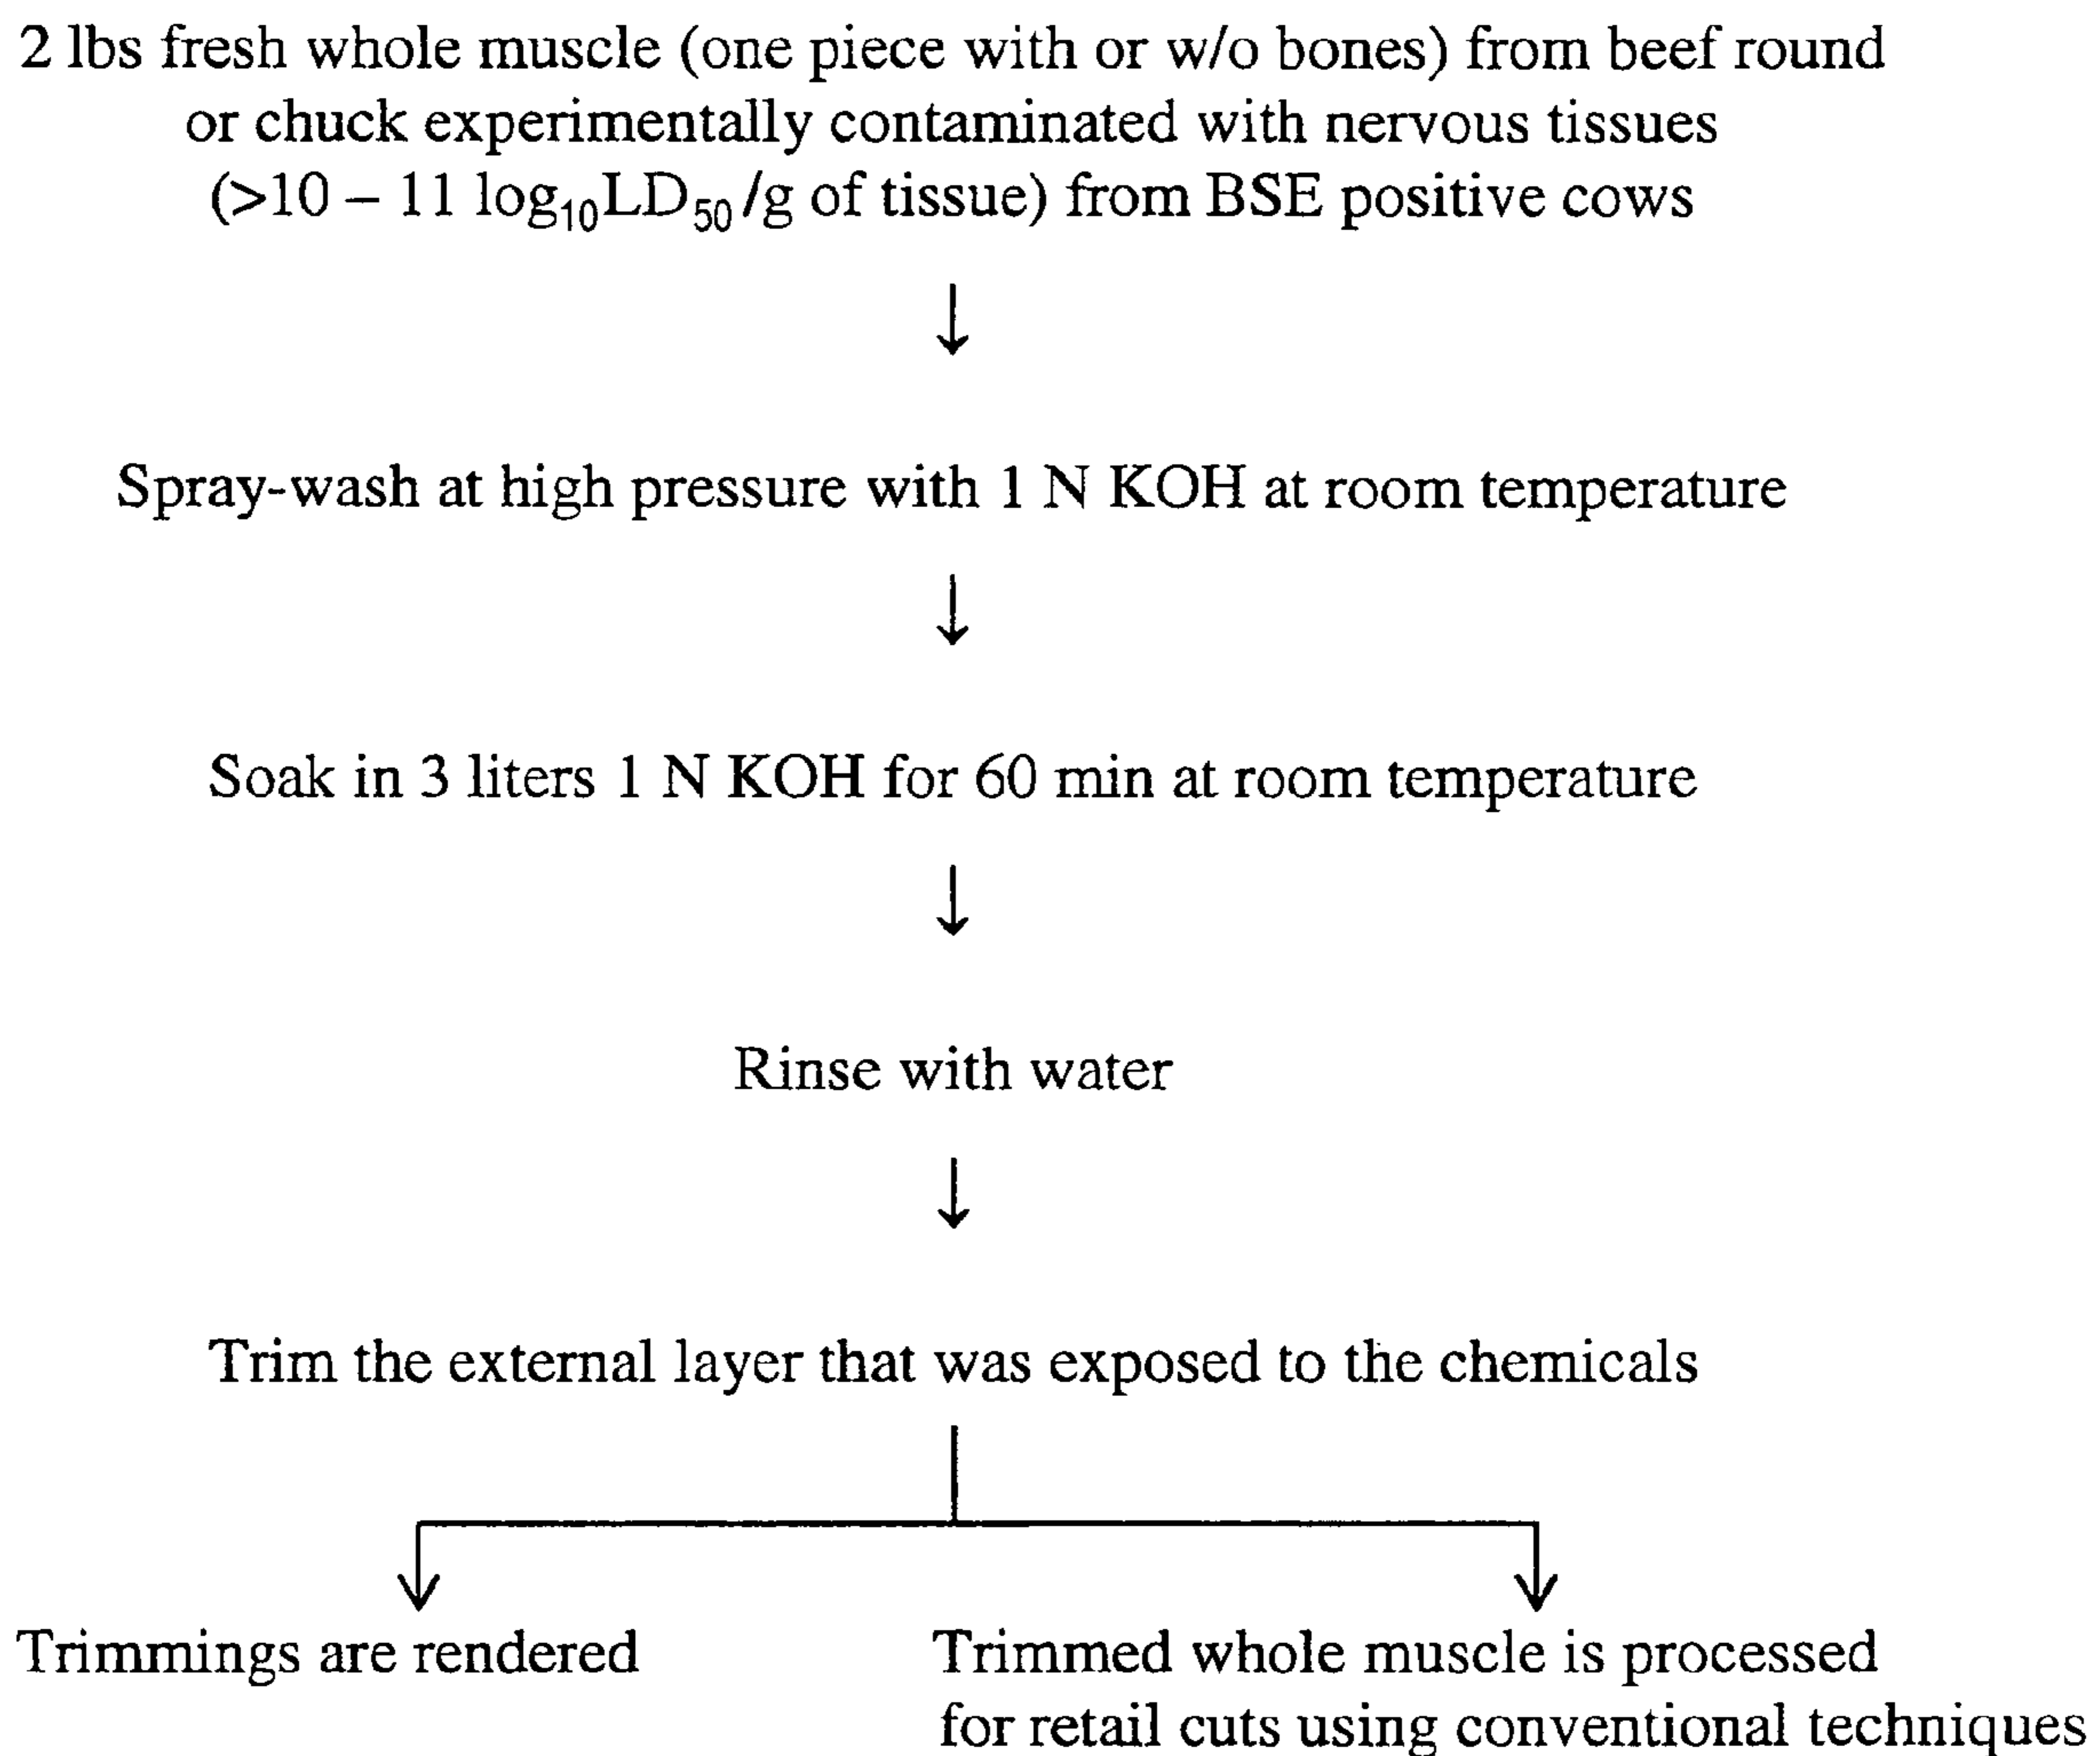 2 lbs fresh whole muscle (one piece with or w/o bones) from beef round
or chuck experimentally contaminated with nervous tissues
(>10 – 11 log₁₀LD₅₀/g of tissue) from BSE positive cows
Spray-wash at high pressure with 1 N KOH at room temperature
Soak in 3 liters 1 N KOH for 60 min at room temperature
Rinse with water
Trim the external layer that was exposed to the chemicals
Trimmings are rendered
Trimmed whole muscle is processed
for retail cuts using conventional techniques